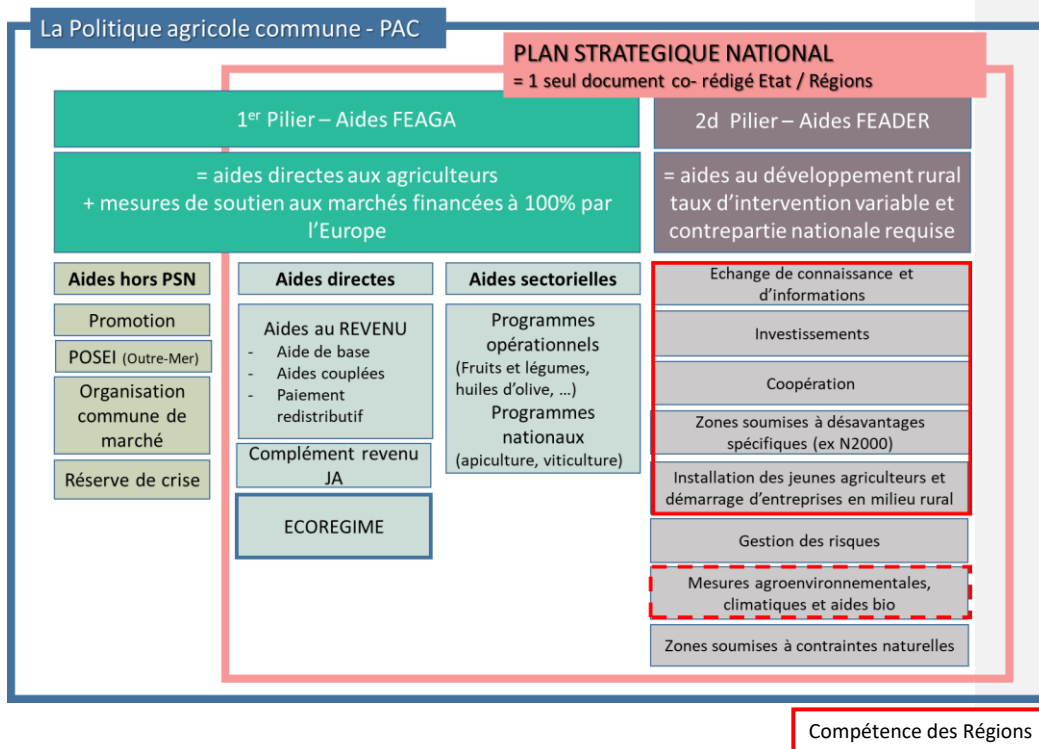 La Politique agricole commune - PAC
PLAN STRATEGIQUE NATIONAL
= 1 seul document co- rédigé Etat / Régions
1er Pilier – Aides FEAGA
2d Pilier – Aides FEADER
= aides directes aux agriculteurs
+ mesures de soutien aux marchés financées à 100% par
l'Europe
= aides au développement rural
taux d'intervention variable et
contrepartie nationale requise
Aides hors PSN
Promotion
POSEI (Outre-Mer)
Organisation
commune de
marché
Réserve de crise
Aides directes
Aides au REVENU
- Aide de base
- Aides couplées
- Paiement
redistributif
Complément revenu
JA
ECOREGIME
Aides sectorielles
Programmes
opérationnels
(Fruits et légumes,
huiles d'olive, ...)
Programmes
nationaux
(apiculture, viticulture)
Echange de connaissance et
d'informations
Investissements
Coopération
Zones soumises à désavantages
spécifiques (ex N2000)
Installation des jeunes agriculteurs et
démarrage d'entreprises en milieu rural
Gestion des risques
Mesures agroenvironnementales,
climatiques et aides bio
Zones soumises à contraintes naturelles
Compétence des Régions